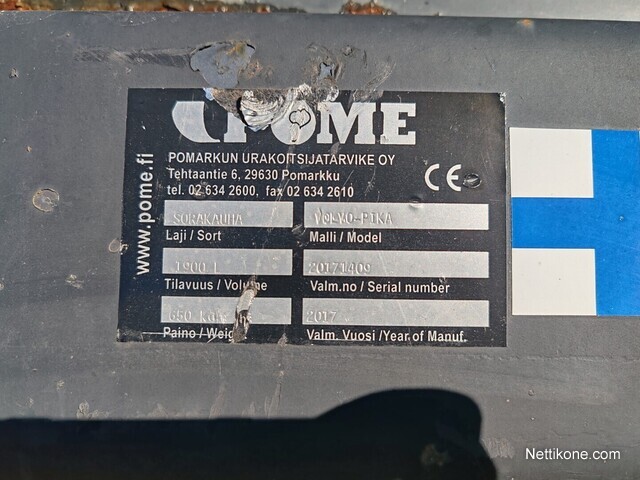 POME
POMARKUN URAKOITSIJATARVIKE OY
Tehtaantie 6, 29630 Pomarkku
tel. 02 634 2600, fax 02 634 2610
CE
www.pome.fi
SORAKAUHA VOLVO-PIKA
Laji / Sort Malli / Model
1900 L 20171409
Tilavuus / Volume Valm.no / Serial number
650 2017
Paino / Weight Valm. Vuosi /Year of Manuf.
Nettikone.com